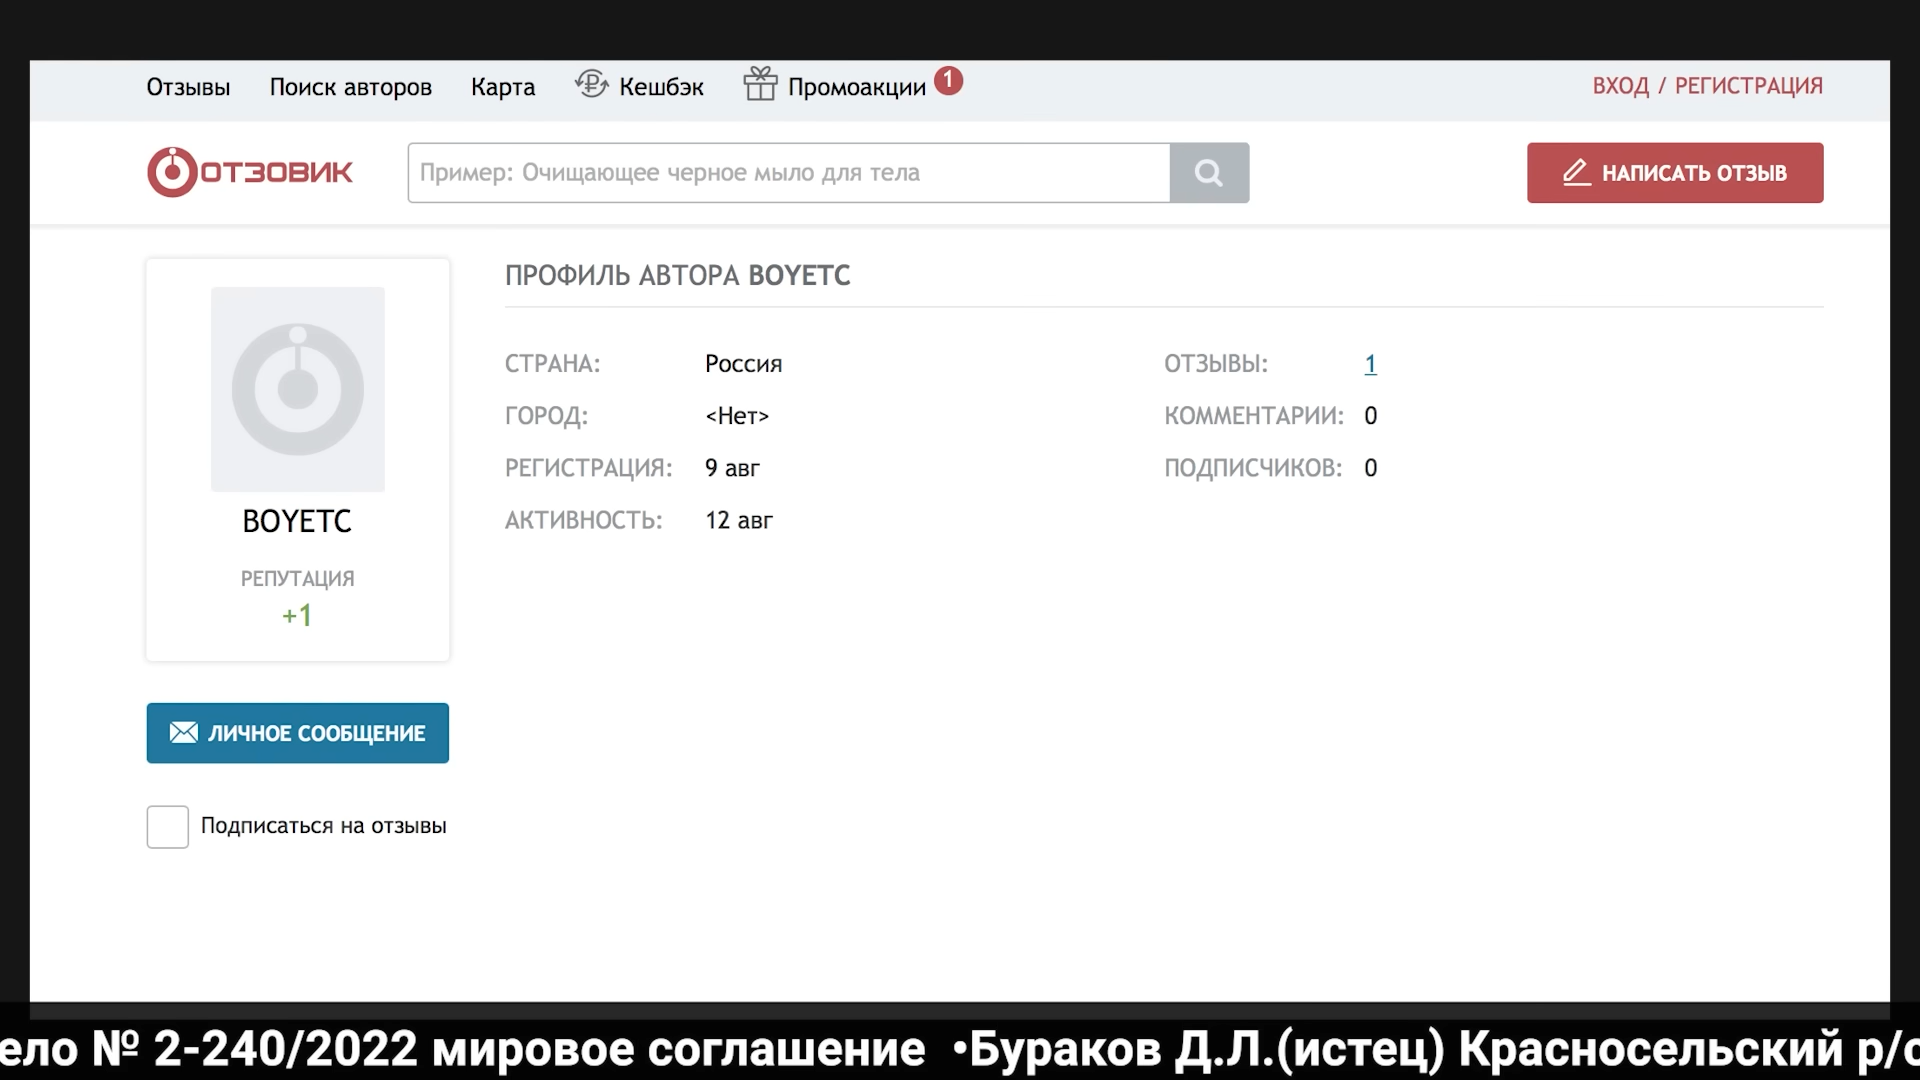 Отзывы Поиск авторов Карта Кешбэк Промоакции 1 ВХОД / РЕГИСТРАЦИЯ
ОТЗОВИК Пример: Очищающее черное мыло для тела НАПИСАТЬ ОТЗЫВ
ПРОФИЛЬ АВТОРА BOYETC
СТРАНА: Россия ОТЗЫВЫ: 1
ГОРОД: <Нет> КОММЕНТАРИИ: 0
РЕГИСТРАЦИЯ: 9 авг ПОДПИСЧИКОВ: 0
АКТИВНОСТЬ: 12 авг
BOYETC
РЕПУТАЦИЯ
+1
ЛИЧНОЕ СООБЩЕНИЕ
Подписаться на отзывы
ело № 2-240/2022 мировое соглашение •Бураков Д.Л.(истец) Красносельский р/с